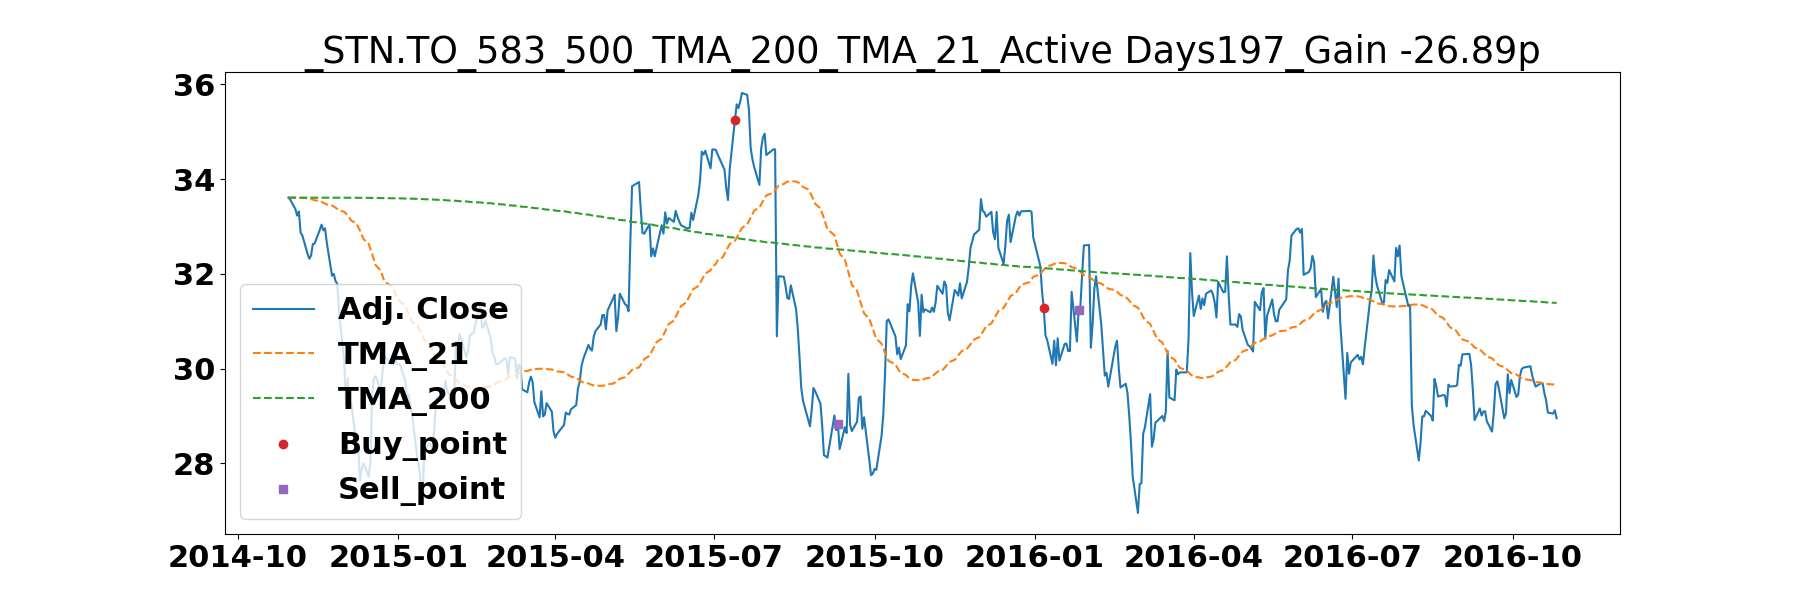 _STN.TO_583_500_TMA_200_TMA_21_Active Days197_Gain -26.89p
36
34
32
30
28
Adj. Close
TMA_21
TMA_200
Buy_point
Sell_point
2014-10 2015-01 2015-04 2015-07 2015-10 2016-01 2016-04 2016-07 2016-10